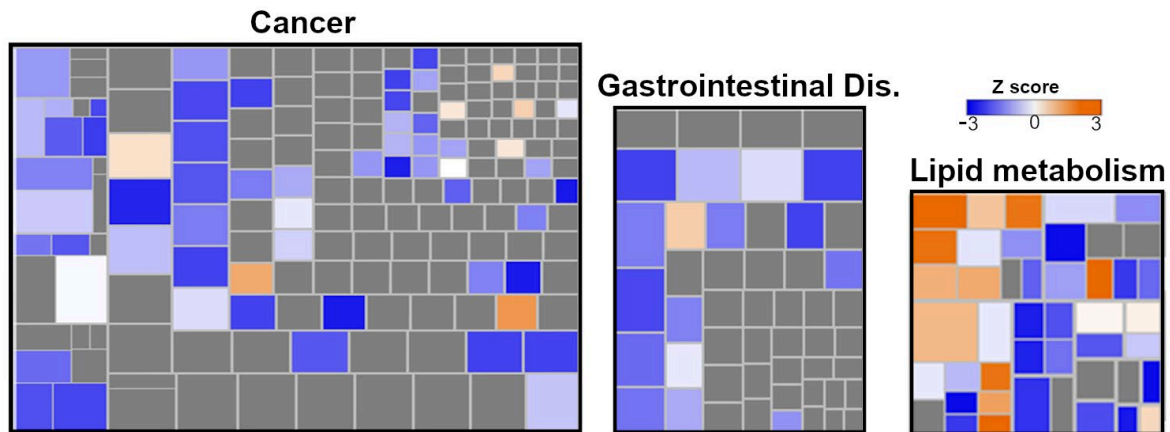 Cancer
Gastrointestinal Dis.
Z score
-3 0 3
Lipid metabolism